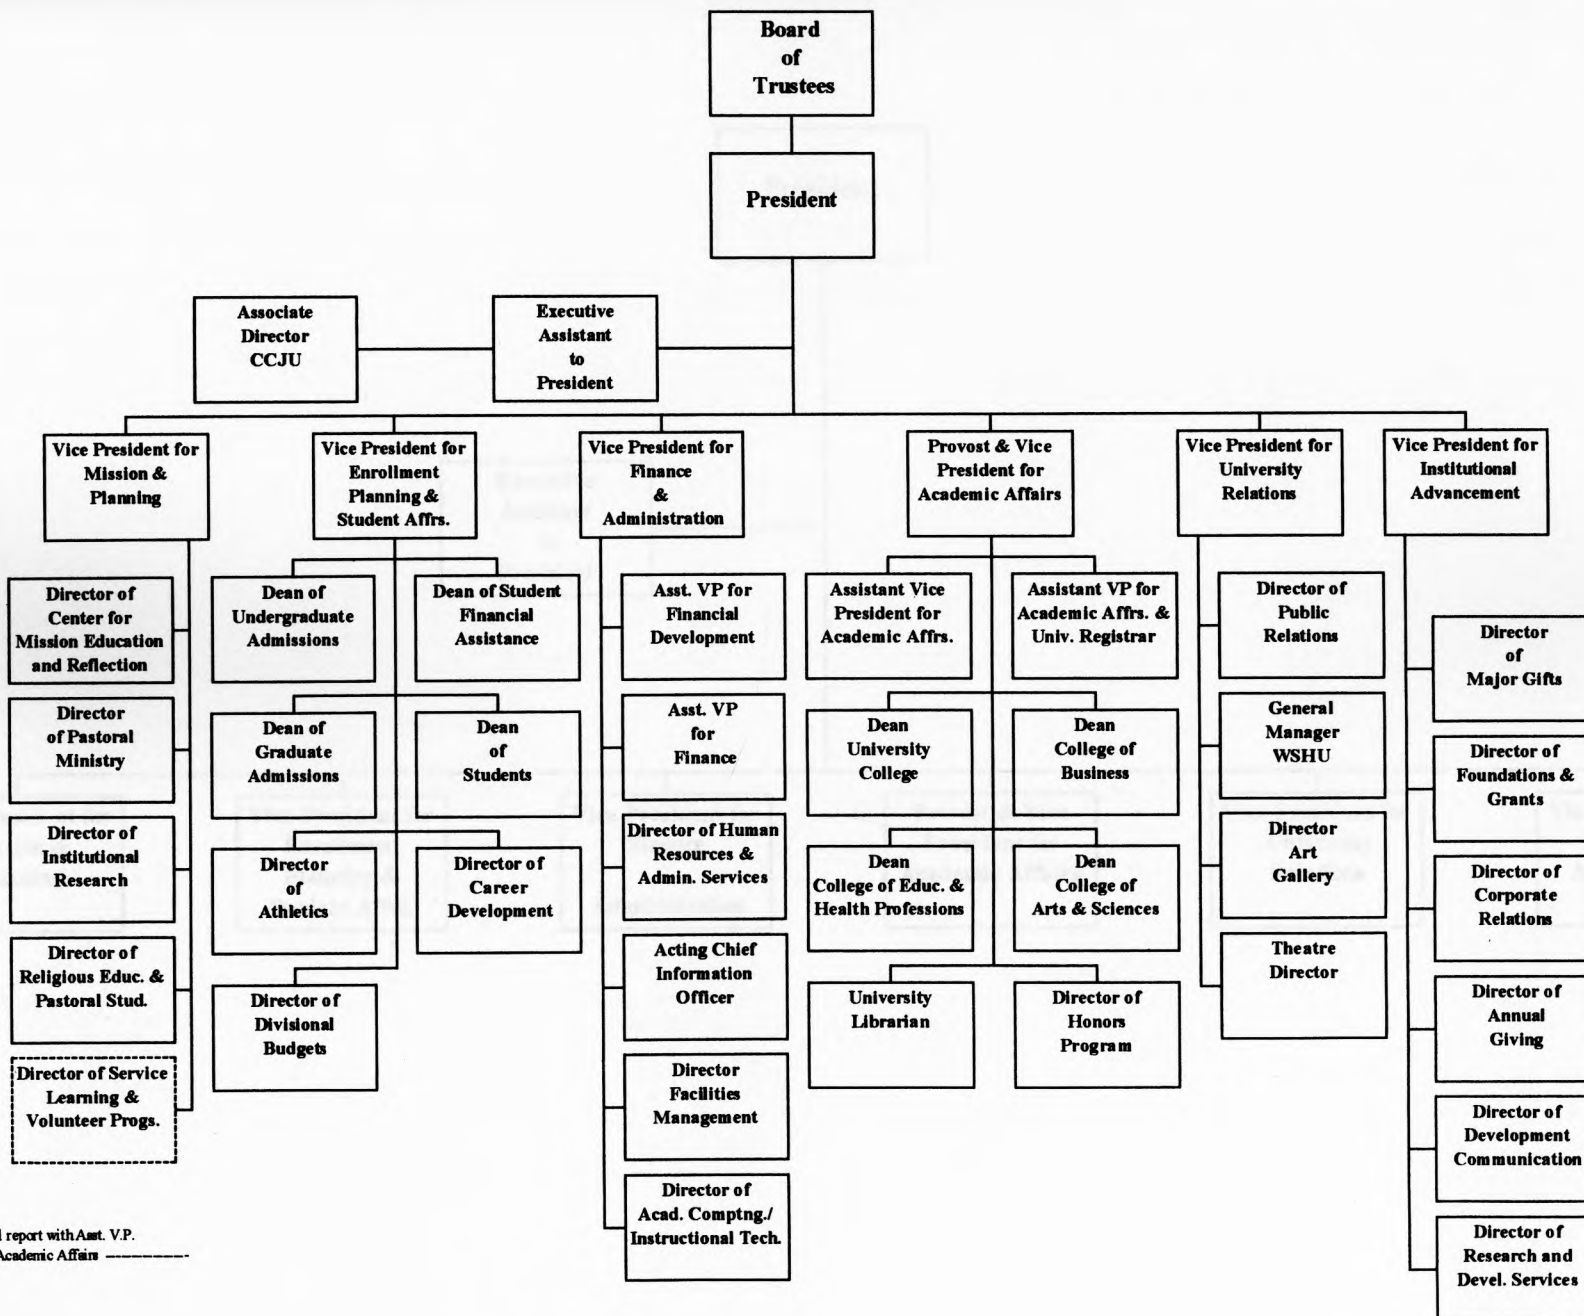 Board
of
Trustees
President
Associate
Director
CCJU
Executive
Assistant
to
President
Vice President for
Mission &
Planning
Vice President for
Enrollment
Planning &
Student Affrs.
Vice President for
Finance
&
Administration
Provost & Vice
President for
Academic Affairs
Vice President for
University
Relations
Vice President for
Institutional
Advancement
Director of
Center for
Mission Education
and Reflection
Director
of Pastoral
Ministry
Director of
Institutional
Research
Director of
Religious Educ. &
Pastoral Stud.
Director of Service
Learning &
Volunteer Progs.
Dean of
Undergraduate
Admissions
Dean of Student
Financial
Assistance
Dean of
Graduate
Admissions
Dean
of
Students
Director
of
Athletics
Director of
Career
Development
Director of
Divisional
Budgets
Asst. VP for
Financial
Development
Asst. VP
for
Finance
Director of Human
Resources &
Admin. Services
Acting Chief
Information
Officer
Director
Facilities
Management
Director of
Acad. Comptng./
Instructional Tech.
Assistant Vice
President for
Academic Affrs.
Assistant VP for
Academic Affrs. &
Univ. Registrar
Dean
University
College
Dean
College of
Business
Dean
College of Educ. &
Health Professions
Dean
College of
Arts & Sciences
University
Librarian
Director of
Honors
Program
Director of
Public
Relations
General
Manager
WSHU
Director
Art
Gallery
Theatre
Director
Director
of
Major Gifts
Director of
Foundations &
Grants
Director of
Corporate
Relations
Director of
Annual
Giving
Director of
Development
Communication
Director of
Research and
Devel. Services
report with Asst. V.P.
Academic Affairs